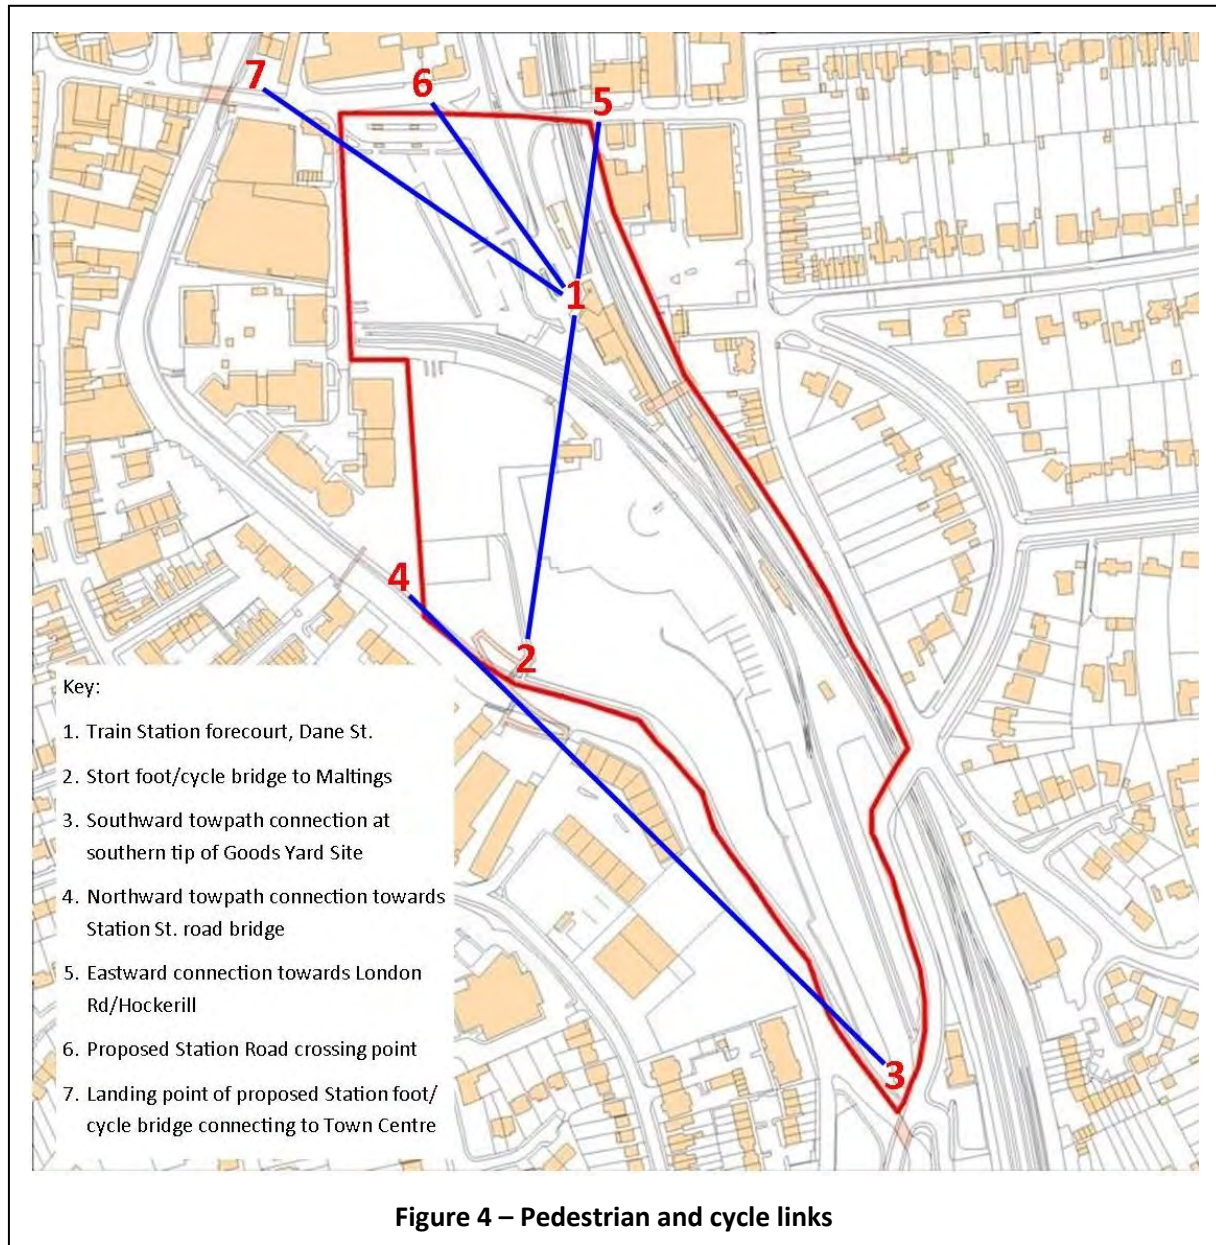 7
6
5
1
4
2
3
Key:
1. Train Station forecourt, Dane St.
2. Stort foot/cycle bridge to Maltings
3. Southward towpath connection at
southern tip of Goods Yard Site
4. Northward towpath connection towards
Station St. road bridge
5. Eastward connection towards London
Rd/Hockerill
6. Proposed Station Road crossing point
7. Landing point of proposed Station foot/
cycle bridge connecting to Town Centre
Figure 4 – Pedestrian and cycle links